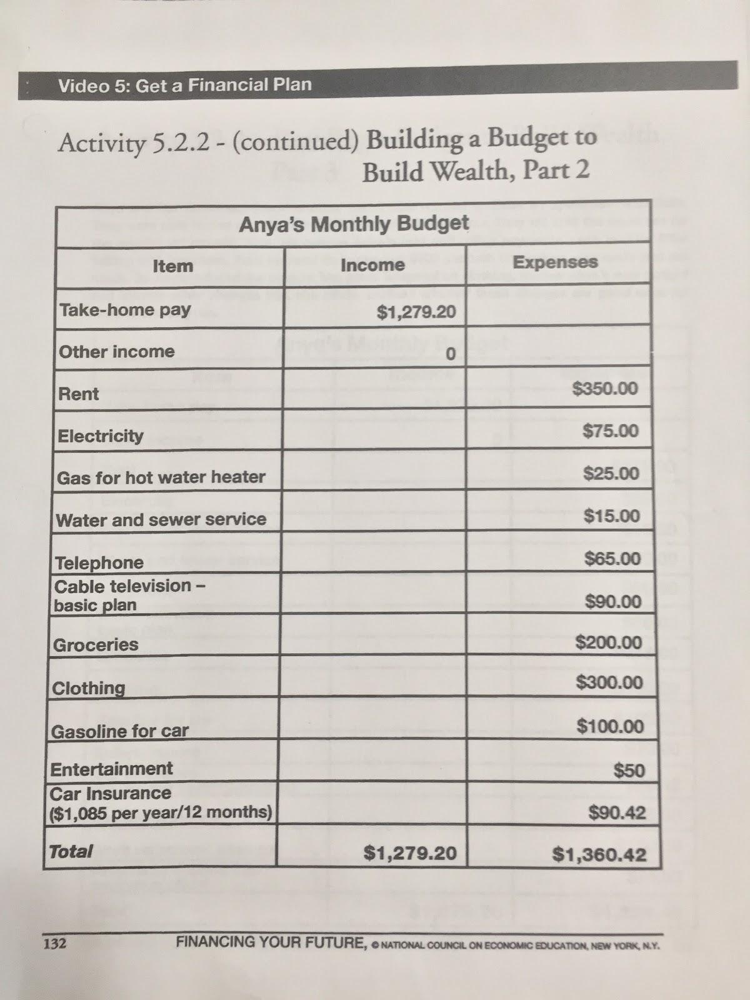 Video 5: Get a Financial Plan
Activity 5.2.2 - (continued) Building a Budget to
Build Wealth, Part 2
Anya's Monthly Budget
Item Income Expenses
Take-home pay $1,279.20
Other income 0
Rent $350.00
Electricity $75.00
Gas for hot water heater $25.00
Water and sewer service $15.00
Telephone $65.00
Cable television –
basic plan $90.00
Groceries $200.00
Clothing $300.00
Gasoline for car $100.00
Entertainment $50
Car Insurance
($1,085 per year/12 months) $90.42
Total $1,279.20 $1,360.42
132 FINANCING YOUR FUTURE, © NATIONAL COUNCIL ON ECONOMIC EDUCATION, NEW YORK, N.Y.